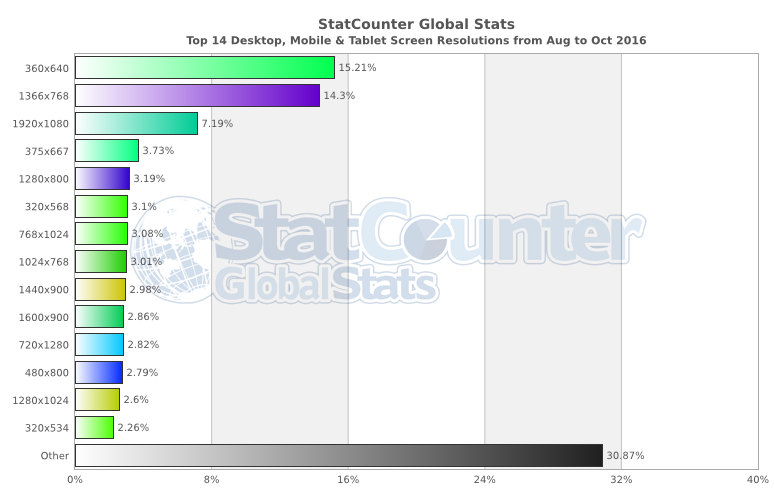 StatCounter Global Stats
Top 14 Desktop, Mobile & Tablet Screen Resolutions from Aug to Oct 2016
360x640 15.21%
1366x768 14.3%
1920x1080 7.19%
375x667 3.73%
1280x800 3.19%
320x568 3.1%
768x1024 3.08%
1024x768 3.01%
1440x900 2.98%
1600x900 2.86%
720x1280 2.82%
480x800 2.79%
1280x1024 2.6%
320x534 2.26%
Other 30.87%
0% 8% 16% 24% 32% 40%
StatCounter
GlobalStats